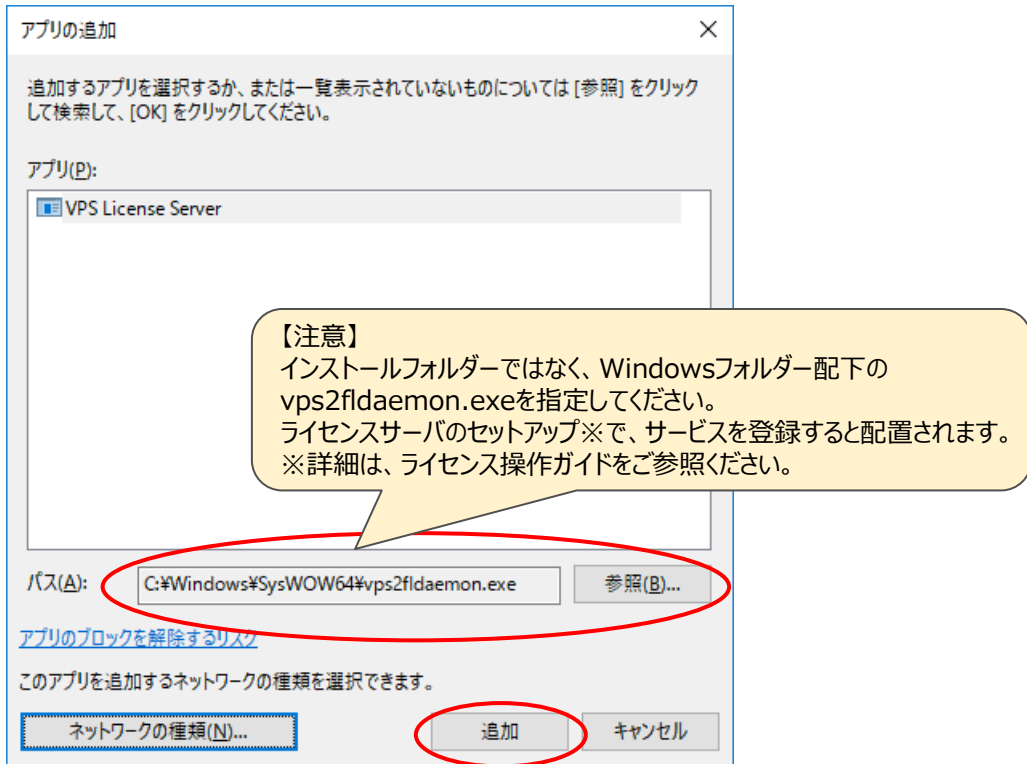 アプリの追加
追加するアプリを選択するか、または一覧表示されていないものについては [参照] をクリック
して検索して、[OK] をクリックしてください。
アプリ(P):
VPS License Server
【注意】
インストールフォルダーではなく、Windowsフォルダー配下の
vps2fldaemon.exeを指定してください。
ライセンスサーバのセットアップ※で、サービスを登録すると配置されます。
※詳細は、ライセンス操作ガイドをご参照ください。
パス(A):
C:¥Windows¥SysWOW64¥vps2fldaemon.exe
参照(B)...
アプリのブロックを解除するリスク
このアプリを追加するネットワークの種類を選択できます。
ネットワークの種類(N)...
追加
キャンセル